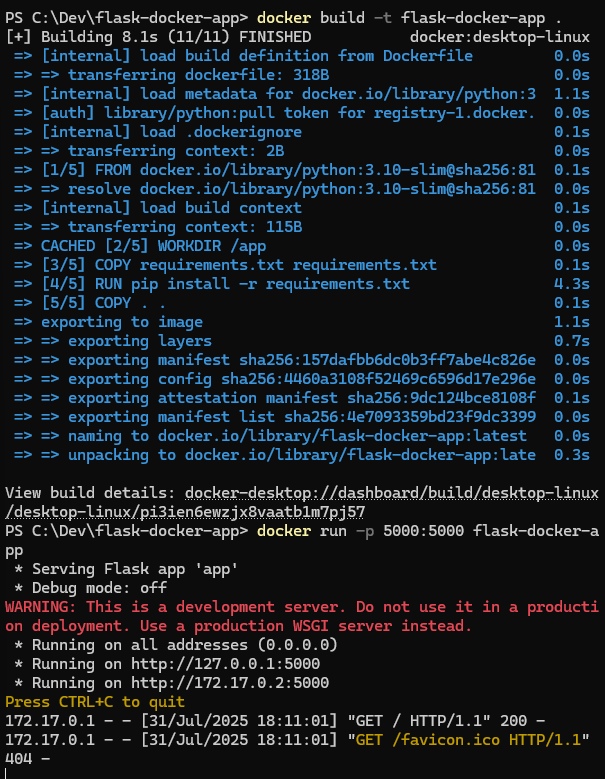 PS C:\Dev\flask-docker-app> docker build -t flask-docker-app .
[+] Building 8.1s (11/11) FINISHED docker:desktop-linux
=> [internal] load build definition from Dockerfile 0.0s
=> => transferring dockerfile: 318B 0.0s
=> [internal] load metadata for docker.io/library/python:3 1.1s
=> [auth] library/python:pull token for registry-1.docker. 0.0s
=> [internal] load .dockerignore 0.1s
=> => transferring context: 2B 0.0s
=> [1/5] FROM docker.io/library/python:3.10-slim@sha256:81 0.1s
=> => resolve docker.io/library/python:3.10-slim@sha256:81 0.0s
=> [internal] load build context 0.1s
=> => transferring context: 115B 0.0s
=> CACHED [2/5] WORKDIR /app 0.0s
=> [3/5] COPY requirements.txt requirements.txt 0.1s
=> [4/5] RUN pip install -r requirements.txt 4.3s
=> [5/5] COPY . . 0.1s
=> exporting to image 1.1s
=> => exporting layers 0.7s
=> => exporting manifest sha256:157dafbb6dc0b3ff7abe4c826e 0.0s
=> => exporting config sha256:4460a3108f52469c6596d17e296e 0.0s
=> => exporting attestation manifest sha256:9dc124bce8108f 0.1s
=> => exporting manifest list sha256:4e7093359bd23f9dc3399 0.0s
=> => naming to docker.io/library/flask-docker-app:latest 0.0s
=> => unpacking to docker.io/library/flask-docker-app:late 0.3s
View build details: docker-desktop://dashboard/build/desktop-linux
/desktop-linux/pi3ien6ewzjx8vaatb1m7pj57
PS C:\Dev\flask-docker-app> docker run -p 5000:5000 flask-docker-a
pp
* Serving Flask app 'app'
* Debug mode: off
WARNING: This is a development server. Do not use it in a producti
on deployment. Use a production WSGI server instead.
* Running on all addresses (0.0.0.0)
* Running on http://127.0.0.1:5000
* Running on http://172.17.0.2:5000
Press CTRL+C to quit
172.17.0.1 - - [31/Jul/2025 18:11:01] "GET / HTTP/1.1" 200 -
172.17.0.1 - - [31/Jul/2025 18:11:01] "GET /favicon.ico HTTP/1.1"
404 -